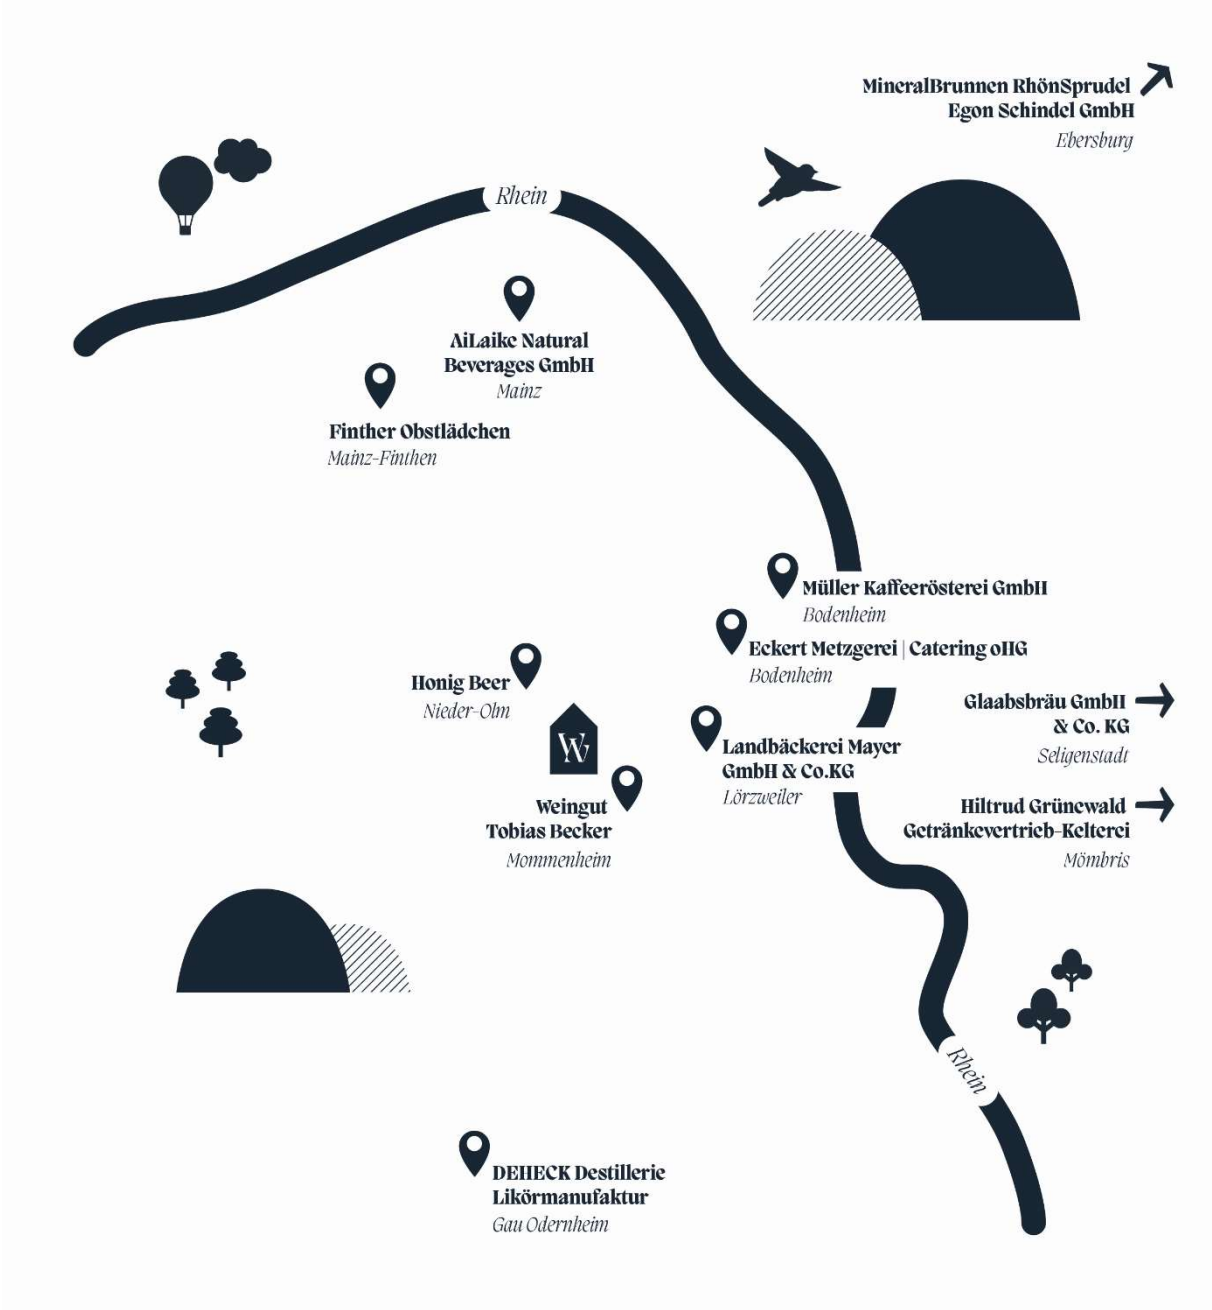 MineralBrunnen RhönSprudel
Egon Schindel GmbH
Ebersburg
Rhein
AiLaike Natural
Beverages GmbH
Mainz
Finther Obstlädchen
Mainz-Finthen
Müller Kaffeerösterei GmbH
Bodenheim
Eckert Metzgerei | Catering oHG
Bodenheim
Honig Beer
Nieder-Olm
W
Glaabsbräu GmbH
& Co. KG
Seligenstadt
Landbäckerei Mayer
GmbH & Co.KG
Lörzweiler
Weingut
Tobias Becker
Mommenheim
Hiltrud Grünewald
Getränkevertrieb-Kelterei
Mömbris
Rhein
DEHECK Destillerie
Likörmanufaktur
Gau Odernheim